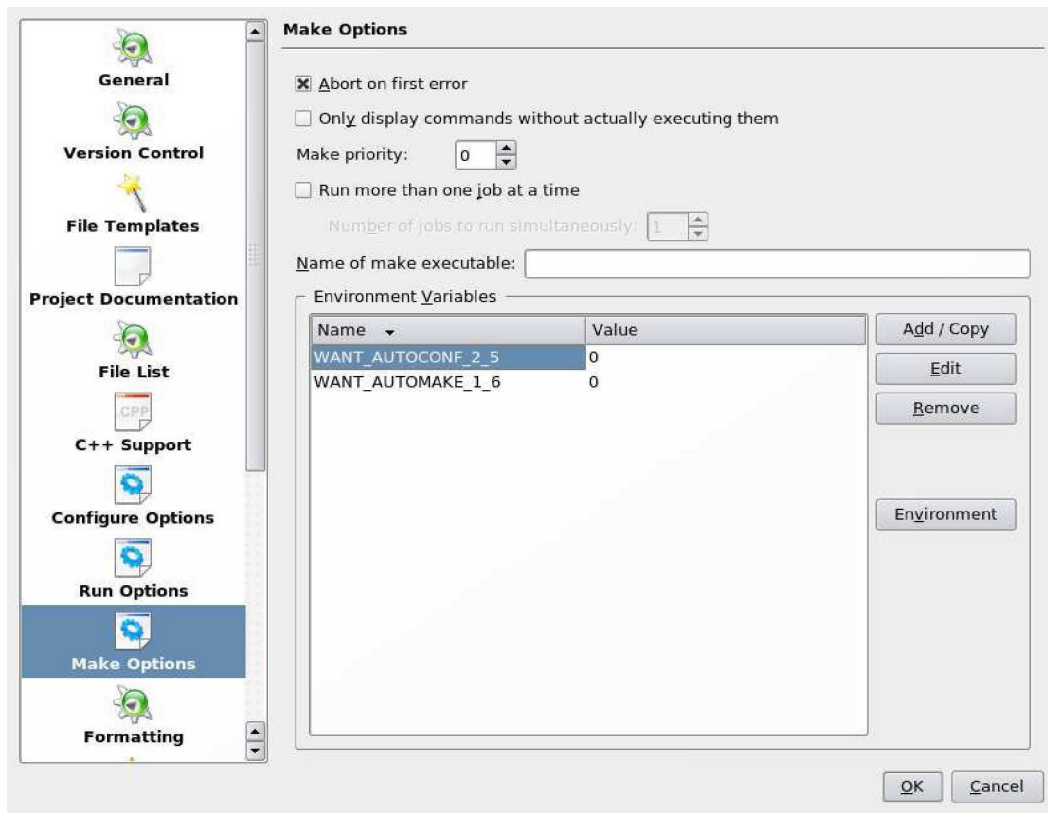 General
Version Control
File Templates
Project Documentation
File List
.CPP
C++ Support
Configure Options
Run Options
Make Options
Formatting
Make Options
Abort on first error
Only display commands without actually executing them
Make priority: 0
Run more than one job at a time
Number of jobs to run simultaneously: 1
Name of make executable:
Environment Variables
Name Value
WANT_AUTOCONF_2_5 0
WANT_AUTOMAKE_1_6 0
Add / Copy
Edit
Remove
Environment
OK Cancel